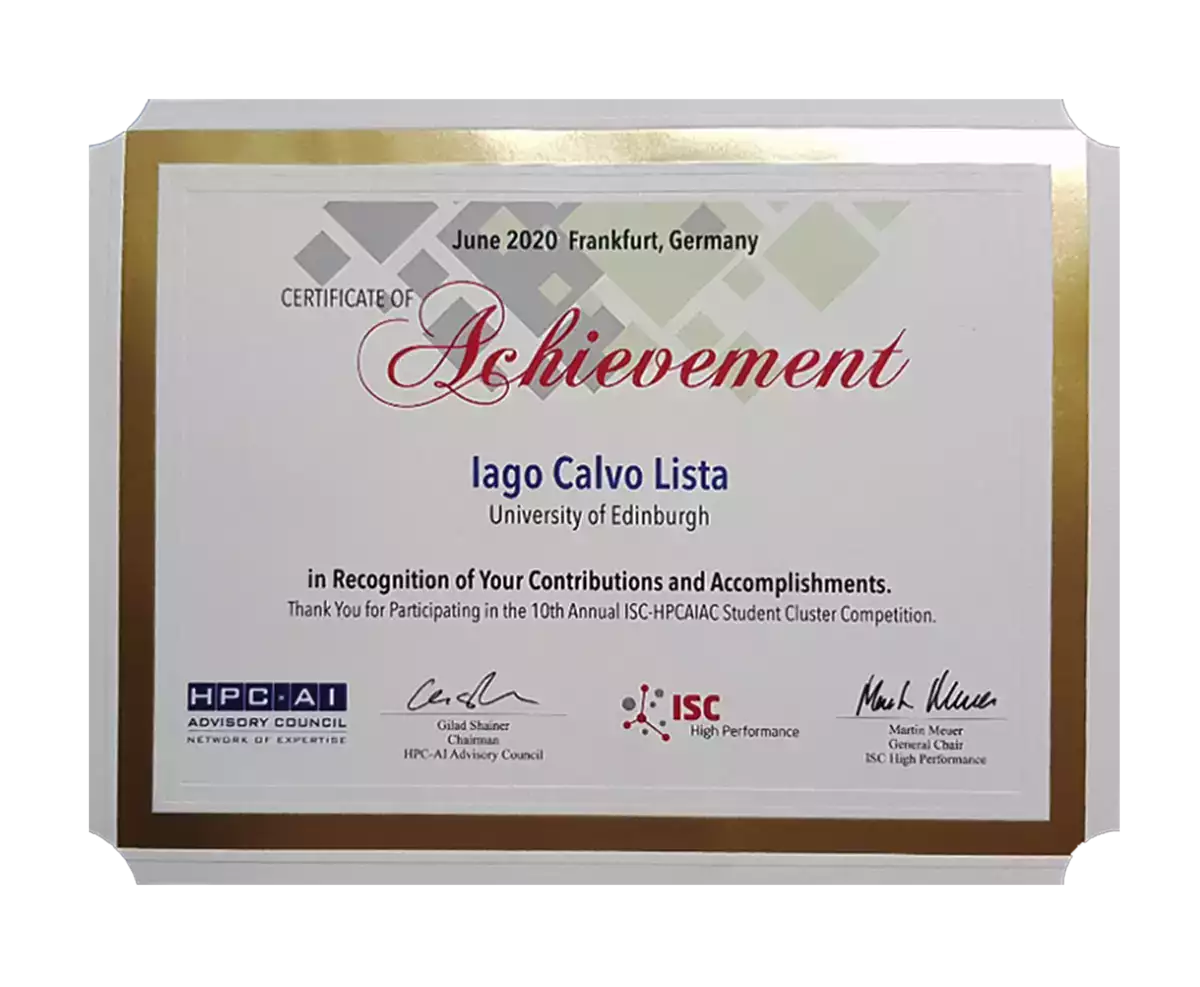 June 2020 Frankfurt, Germany
CERTIFICATE OF
Achievement
Iago Calvo Lista
University of Edinburgh
in Recognition of Your Contributions and Accomplishments.
Thank You for Participating in the 10th Annual ISC-HPCAIAC Student Cluster Competition.
HPC-AI
ADVISORY COUNCIL
NETWORK OF EXPERTISE
Gilad Shainer
Chairman
HPC-AI Advisory Council
ISC
High Performance
Martin Meuer
General Chair
ISC High Performance